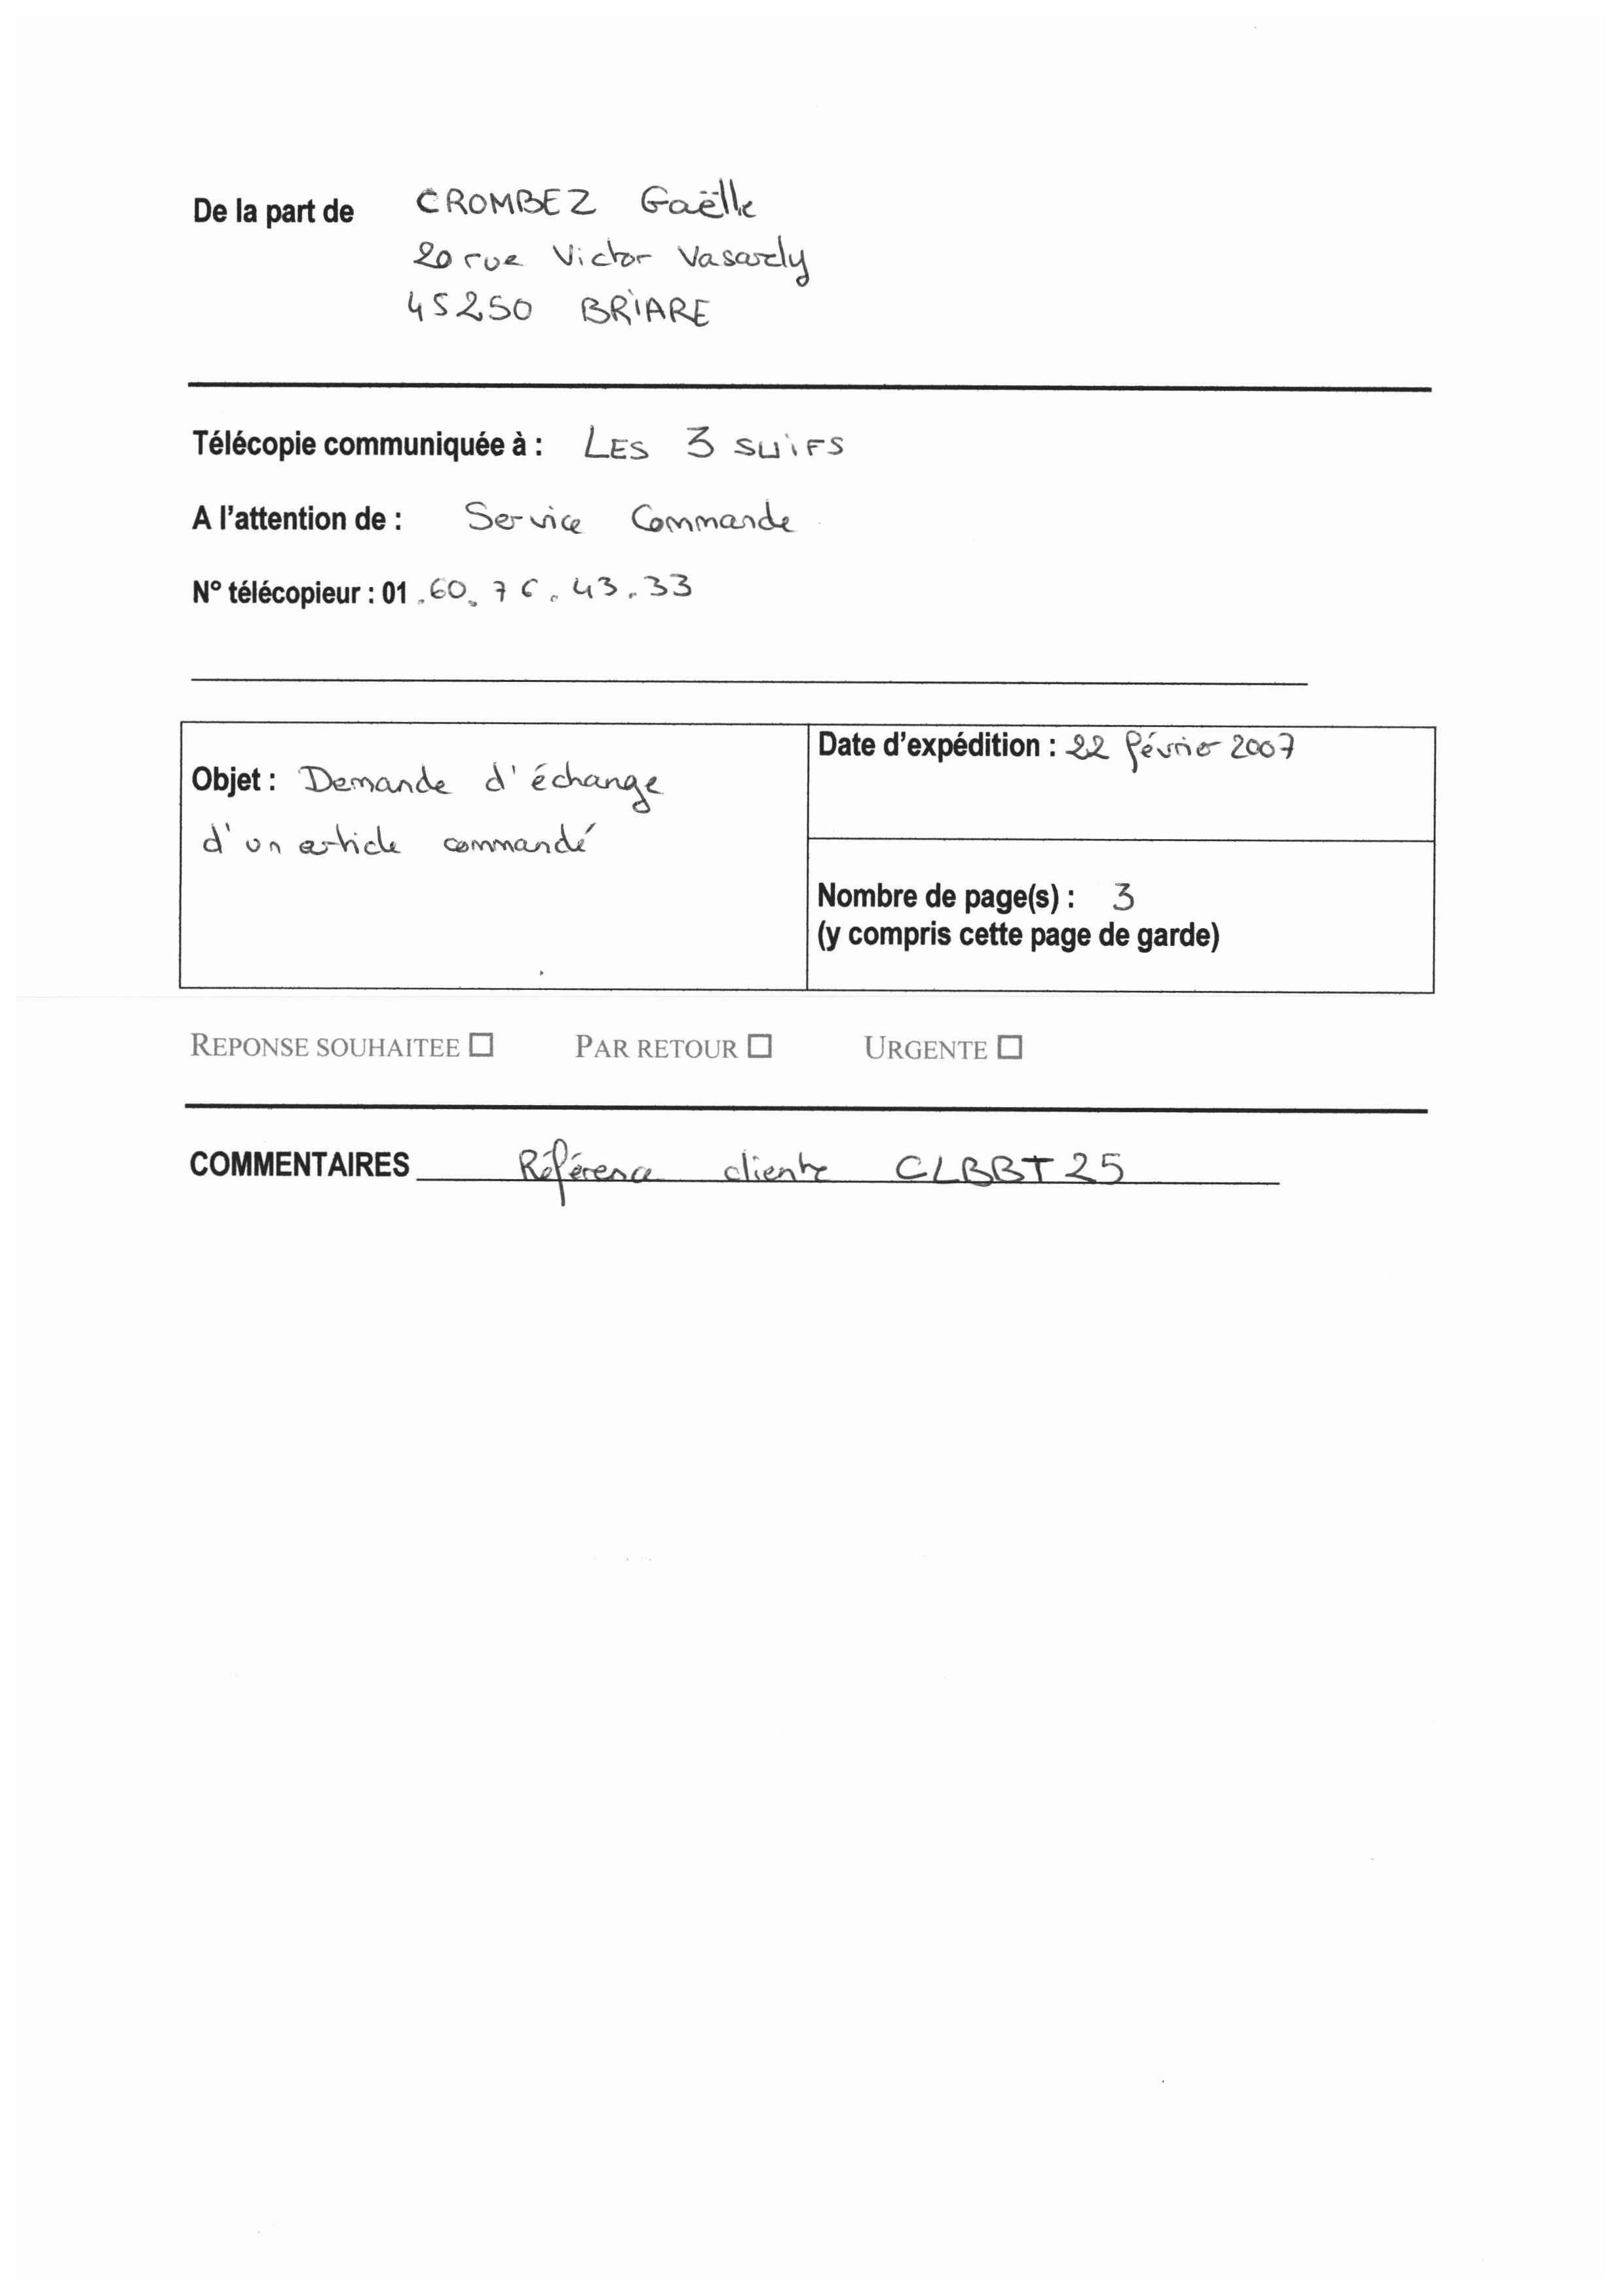 De la part de CROMBEZ Gaëlle
20 rue Victor Vasarely
45250 BRIARE
Télécopie communiquée à : LES 3 SUIFS
A l'attention de : Service Commande
N° télécopieur : 01.60.76.43.33
Objet : Demande d'échange
d'un article commandé
Date d'expédition : 22 février 2007
Nombre de page(s) : 3
(y compris cette page de garde)
REPONSE SOUHAITEE ☐ PAR RETOUR ☐ URGENTE ☐
COMMENTAIRES Référence cliente CLBBT25